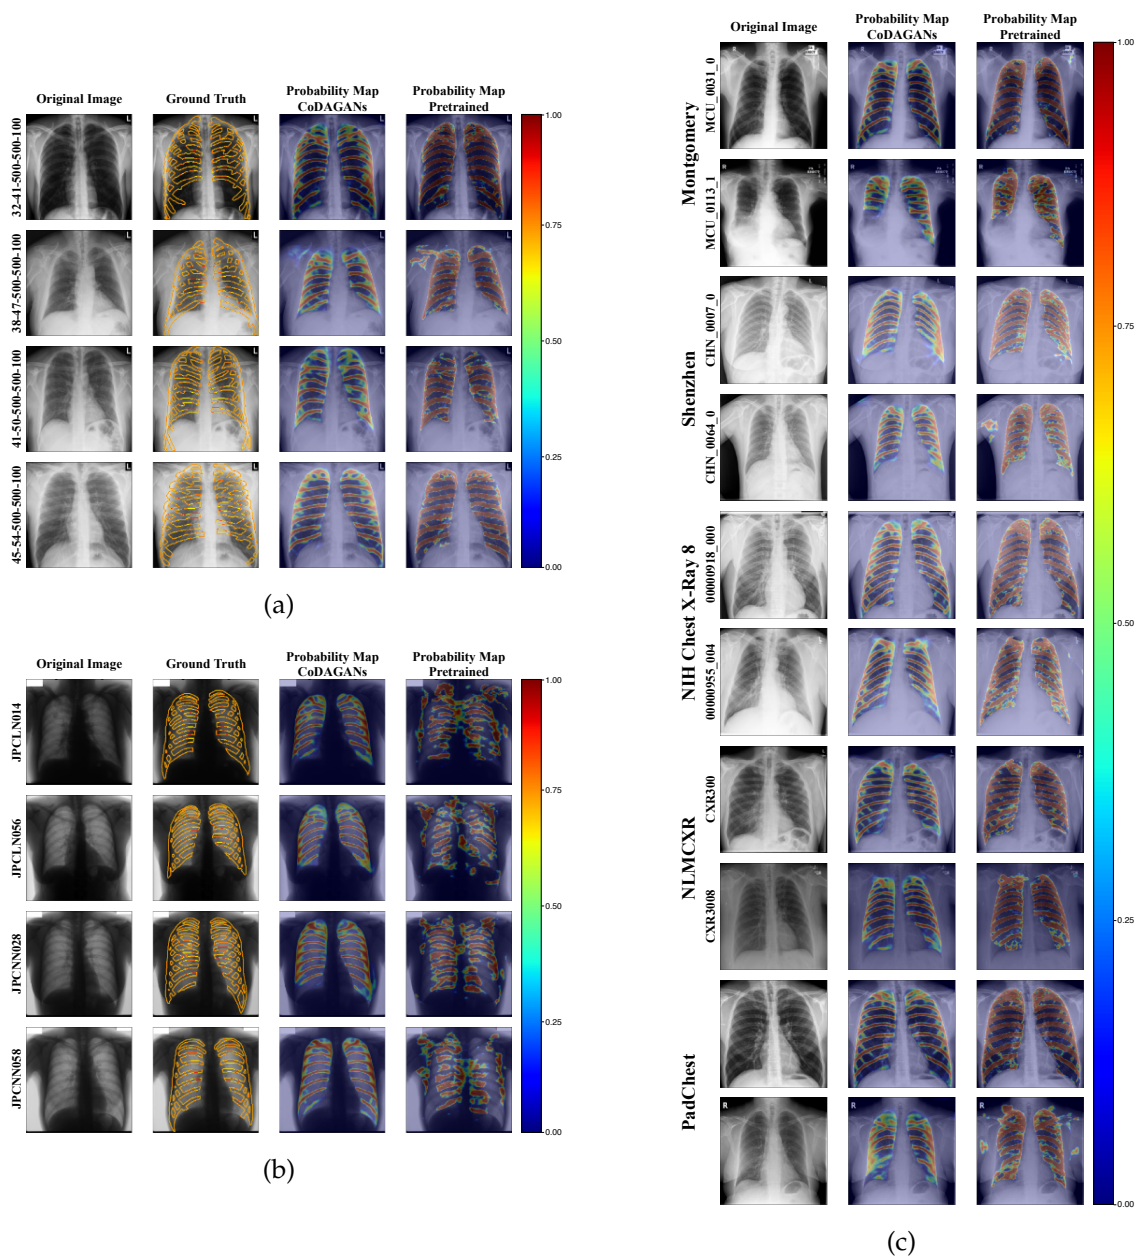 Original Image
Ground Truth
Probability Map
CoDAGANs
Probability Map
Pretrained
32-41-500-500-100
38-47-500-500-100
41-50-500-500-100
45-54-500-500-100
L
L
L
L
1.00
0.75
0.50
0.25
0.00
(a)
Original Image
Ground Truth
Probability Map
CoDAGANs
Probability Map
Pretrained
JPCLN014
JPCLN056
JPCNN028
JPCNN058
1.00
0.75
0.50
0.25
0.00
(b)
Original Image
Probability Map
CoDAGANs
Probability Map
Pretrained
Montgomery
MCU_0031_0
MCU_0113_1
Shenzhen
CHN_0007_0
CHN_0064_0
NIH Chest X-Ray 8
00000918_000
00000955_004
NLMCXR
CXR300
CXR3008
PadChest
R
R
R
1.00
0.75
0.50
0.25
0.00
(c)